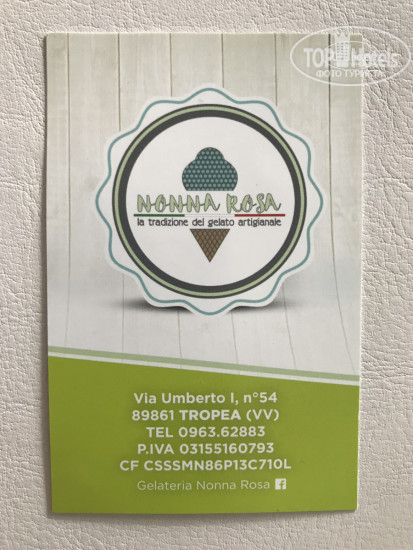 TOP Hotels
ФОТО ТУРИСТА
NONNA ROSA
la tradizione del gelato artigianale
Via Umberto I, n°54
89861 TROPEA (VV)
TEL 0963.62883
P.IVA 03155160793
CF CSSSMN86P13C710L
Gelateria Nonna Rosa